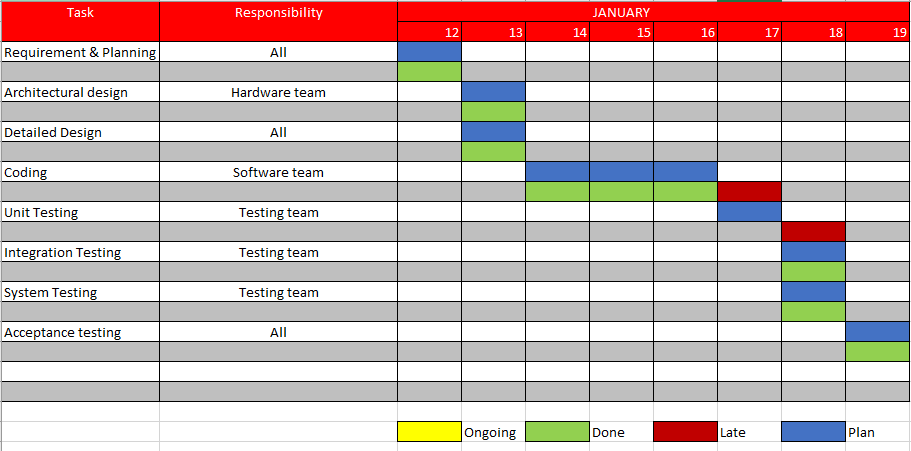 Task Responsibility JANUARY
12 13 14 15 16 17 18 19
Requirement & Planning All
Architectural design Hardware team
Detailed Design All
Coding Software team
Unit Testing Testing team
Integration Testing Testing team
System Testing Testing team
Acceptance testing All
Ongoing Done Late Plan